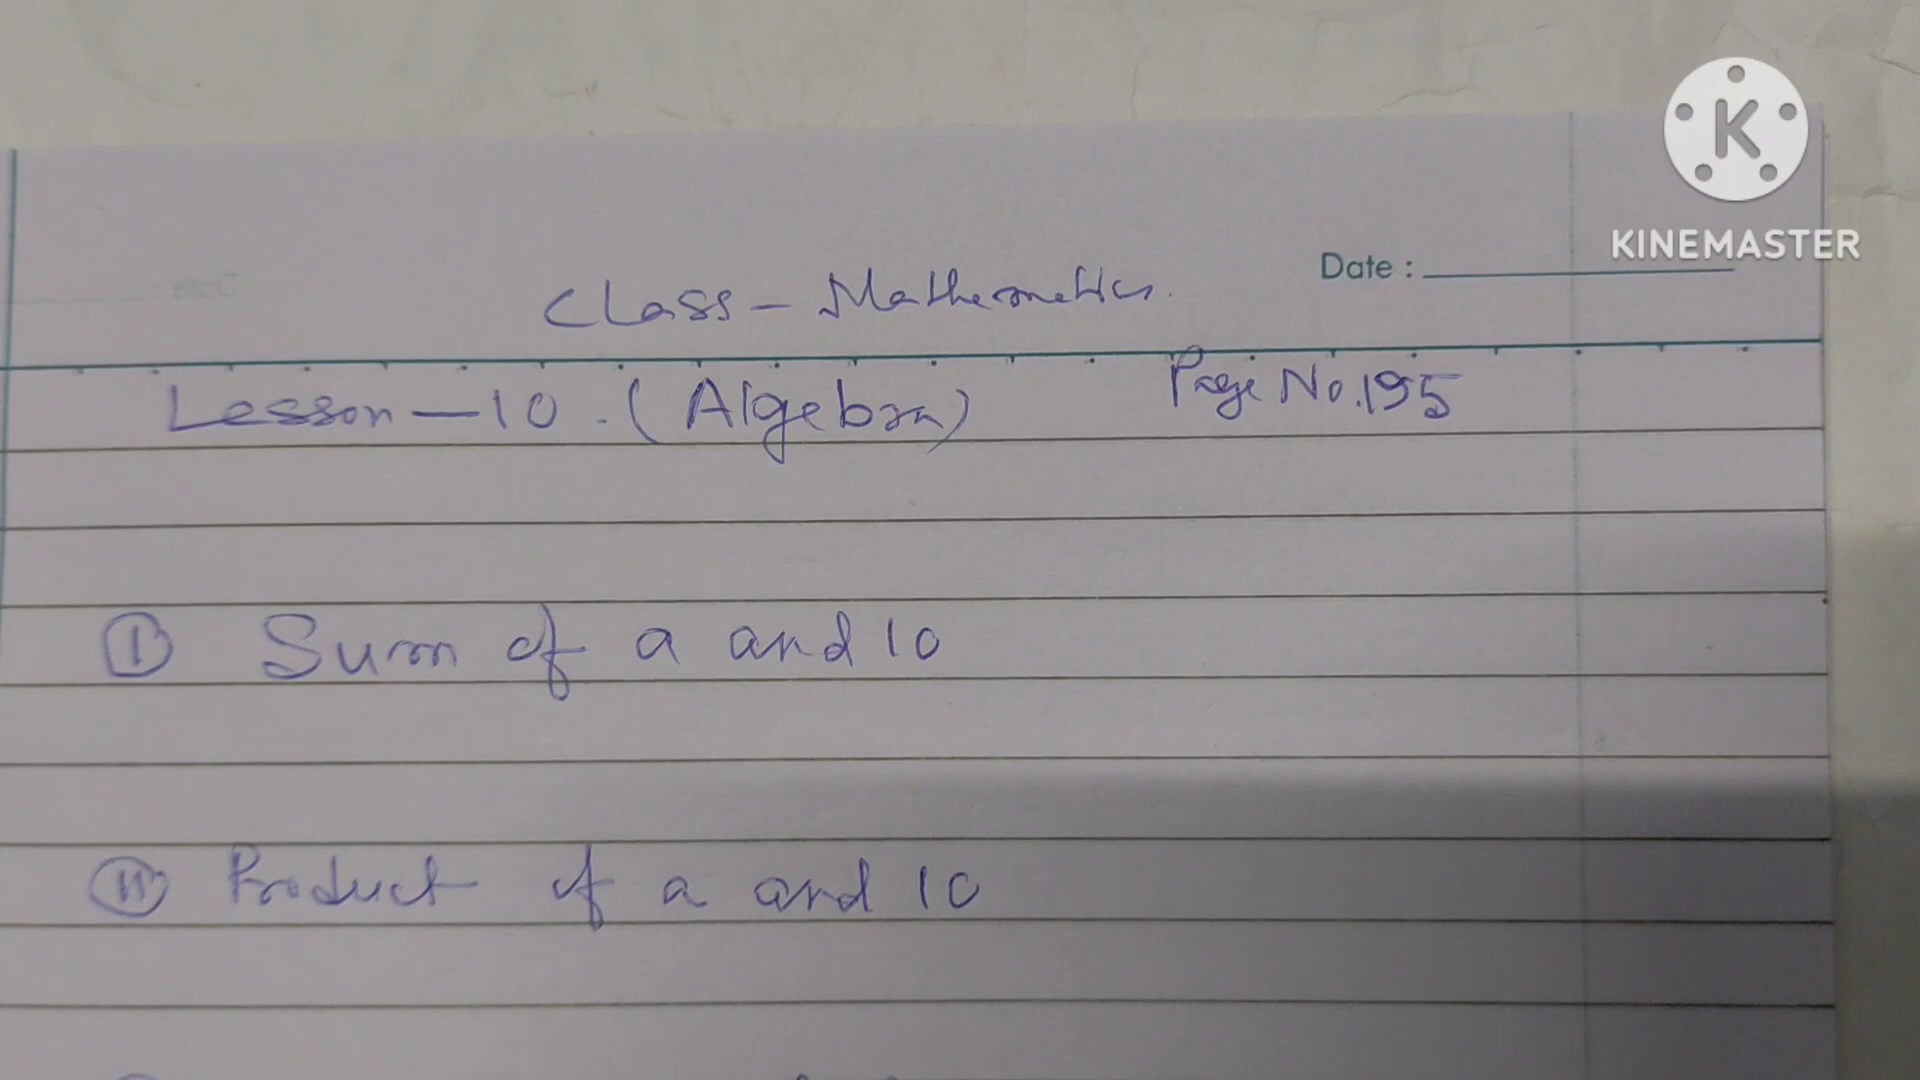 K
KINEMASTER
Date :
Class - Mathematics.
Lesson - 10 . (Algebra)
Page No. 195
(I) Sum of a and 10
(II) Product of a and 10